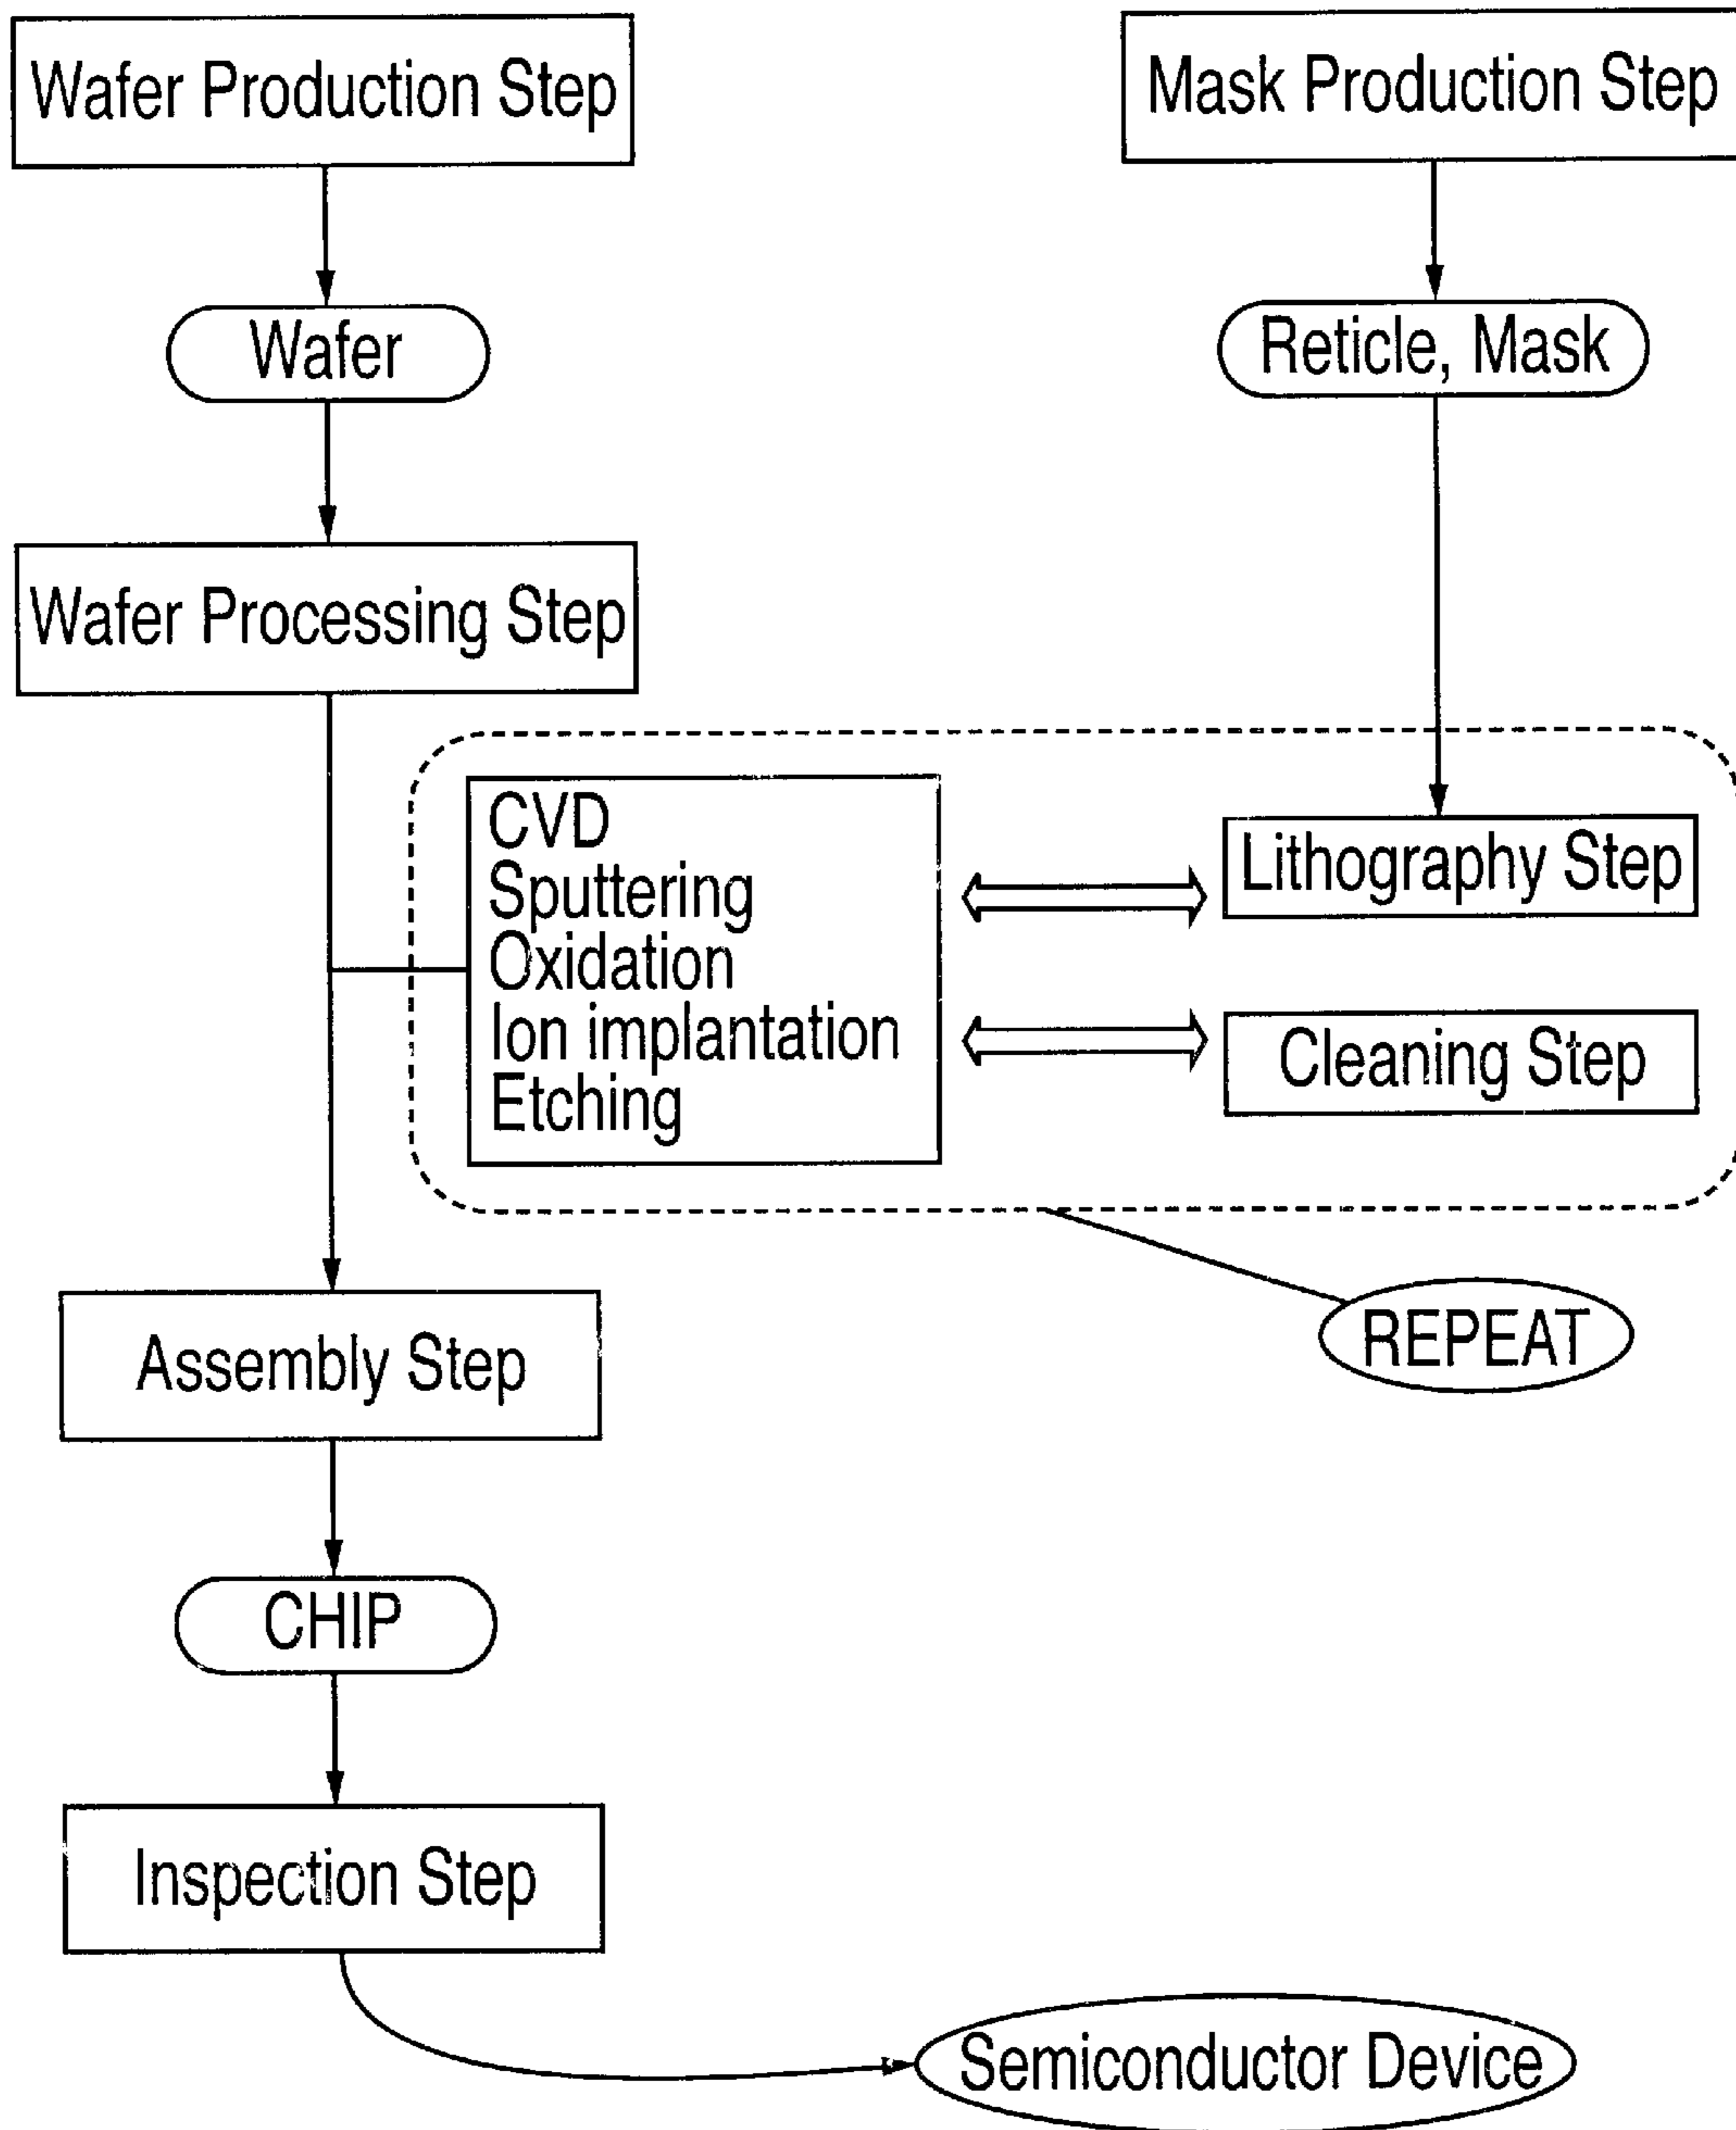 Wafer Production Step
Mask Production Step
Wafer
Reticle, Mask
Wafer Processing Step
CVD
Sputtering
Oxidation
Ion implantation
Etching
Lithography Step
Cleaning Step
REPEAT
Assembly Step
CHIP
Inspection Step
Semiconductor Device